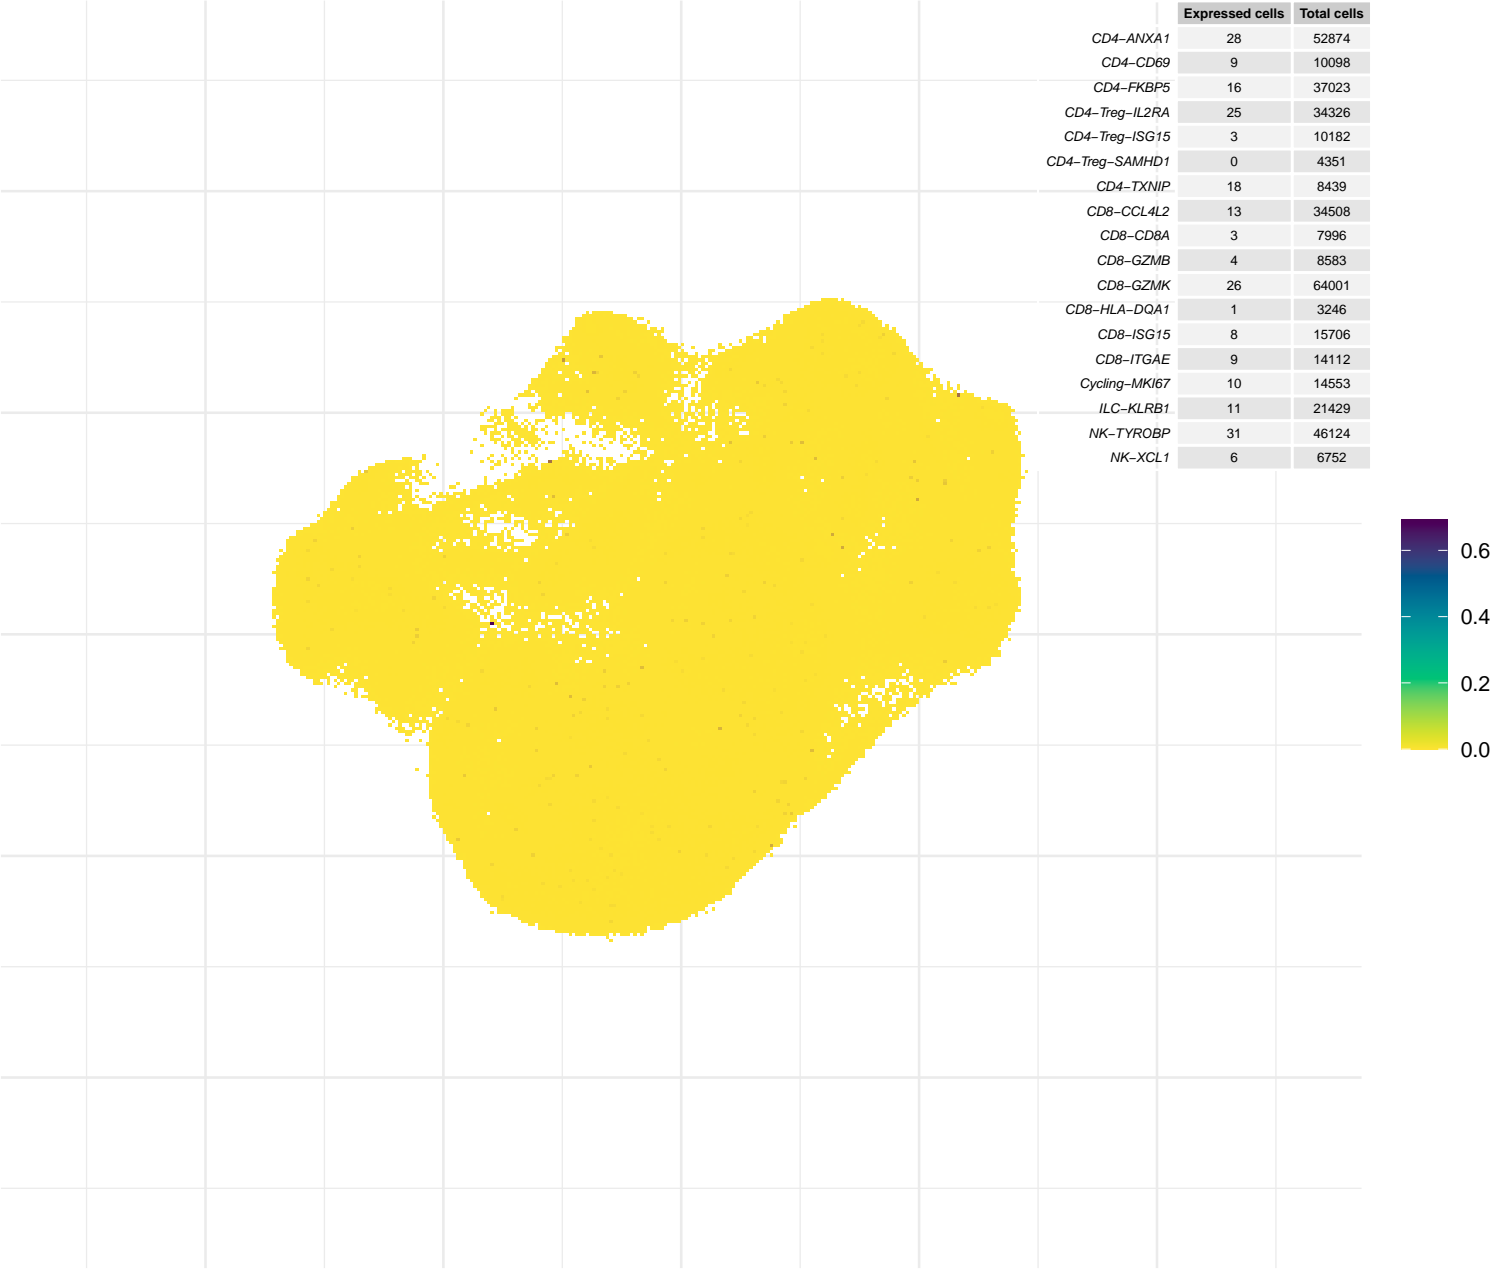 Expressed cells Total cells
CD4−ANXA1 28 52874
CD4−CD69 9 10098
CD4−FKBP5 16 37023
CD4−Treg−IL2RA 25 34326
CD4−Treg−ISG15 3 10182
CD4−Treg−SAMHD1 0 4351
CD4−TXNIP 18 8439
CD8−CCL4L2 13 34508
CD8−CD8A 3 7996
CD8−GZMB 4 8583
CD8−GZMK 26 64001
CD8−HLA−DQA1 1 3246
CD8−ISG15 8 15706
CD8−ITGAE 9 14112
Cycling−MKI67 10 14553
ILC−KLRB1 11 21429
NK−TYROBP 31 46124
NK−XCL1 6 6752
0.6
0.4
0.2
0.0